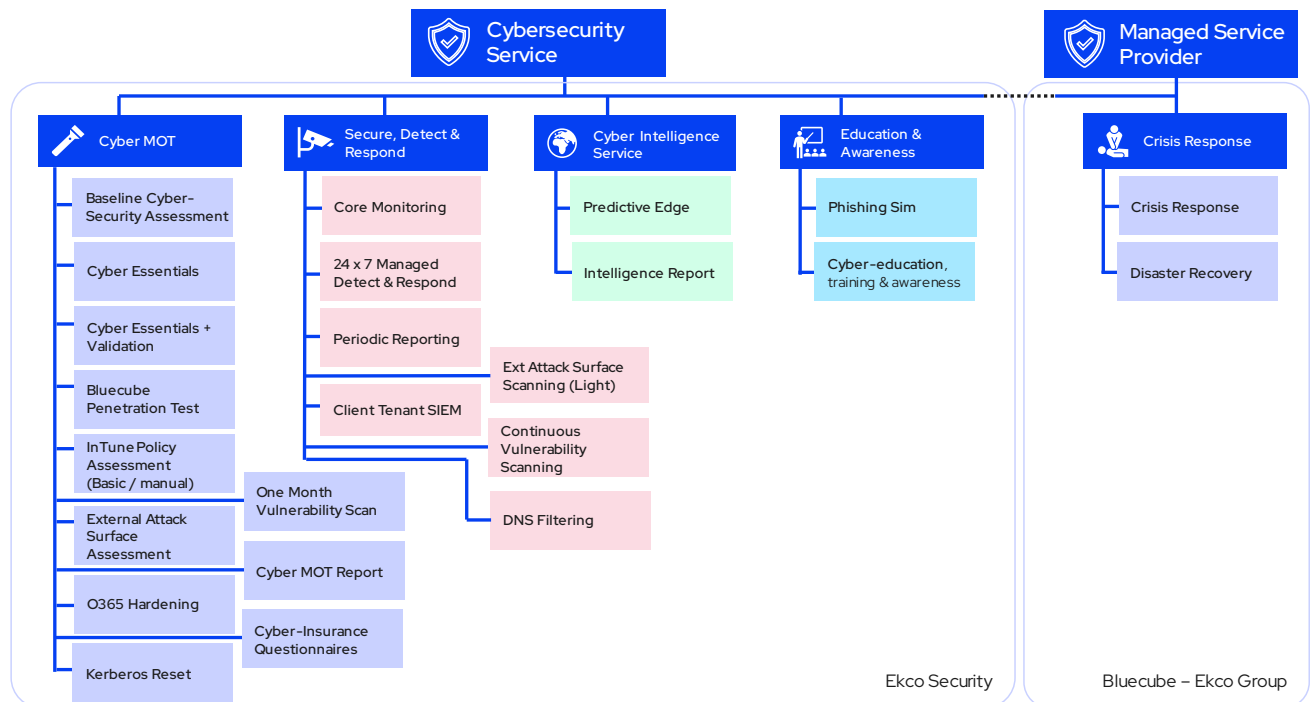 Cybersecurity
Service
Managed Service
Provider
Cyber MOT
Baseline Cyber-
Security Assessment
Cyber Essentials
Cyber Essentials +
Validation
Bluecube
Penetration Test
InTune Policy
Assessment
(Basic / manual)
One Month
Vulnerability Scan
External Attack
Surface
Assessment
Cyber MOT Report
O365 Hardening
Cyber-Insurance
Questionnaires
Kerberos Reset
Secure, Detect &
Respond
Core Monitoring
24 x 7 Managed
Detect & Respond
Periodic Reporting
Ext Attack Surface
Scanning (Light)
Client Tenant SIEM
Continuous
Vulnerability
Scanning
DNS Filtering
Cyber Intelligence
Service
Predictive Edge
Intelligence Report
Education &
Awareness
Phishing Sim
Cyber-education,
training & awareness
Crisis Response
Crisis Response
Disaster Recovery
Ekco Security
Bluecube – Ekco Group